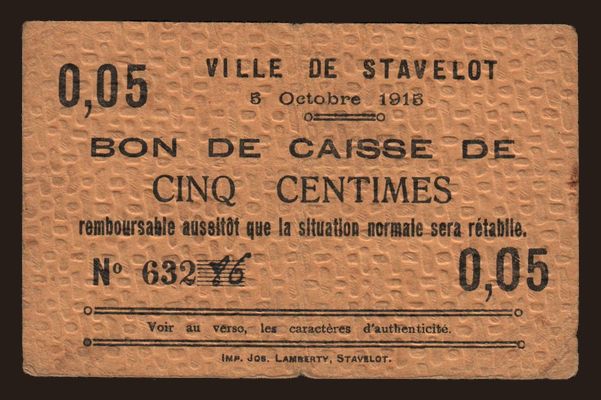 0,05
VILLE DE STAVELOT
5 Octobre 1915
BON DE CAISSE DE
CINQ CENTIMES
remboursable aussitôt que la situation normale sera rétablie.
N° 632 86
0,05
Voir au verso, les caractères d'authenticité.
IMP. JOS. LAMBERTY, STAVELOT.